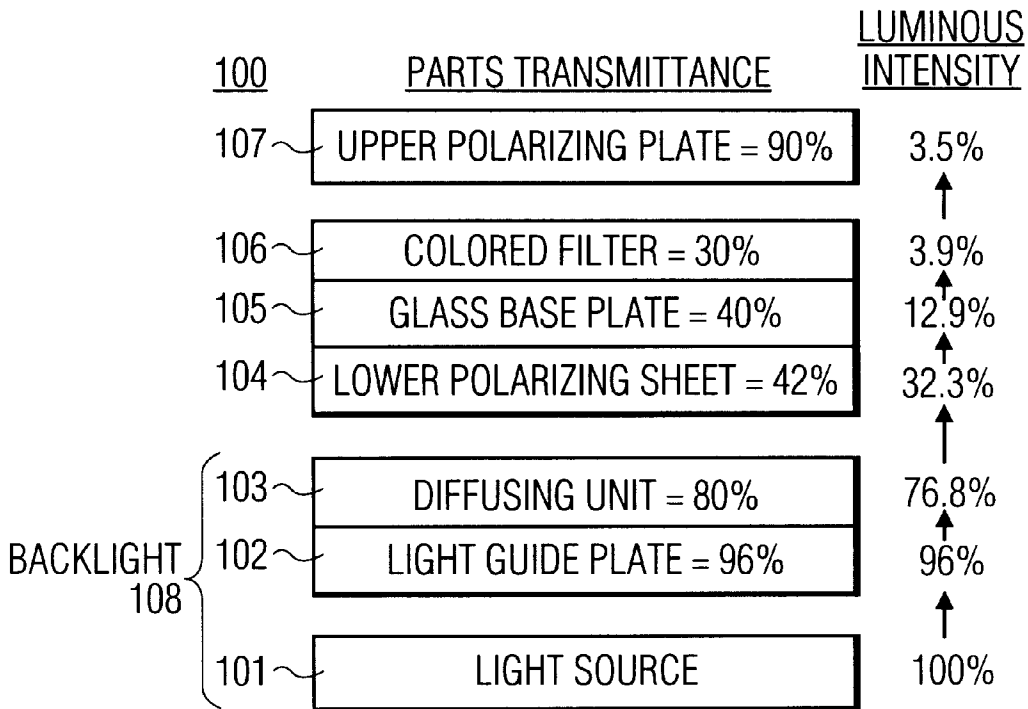 LUMINOUS
INTENSITY
100 PARTS TRANSMITTANCE
107 UPPER POLARIZING PLATE = 90% 3.5%
106 COLORED FILTER = 30% 3.9%
105 GLASS BASE PLATE = 40% 12.9%
104 LOWER POLARIZING SHEET = 42% 32.3%
103 DIFFUSING UNIT = 80% 76.8%
102 LIGHT GUIDE PLATE = 96% 96%
BACKLIGHT
108
101 LIGHT SOURCE 100%